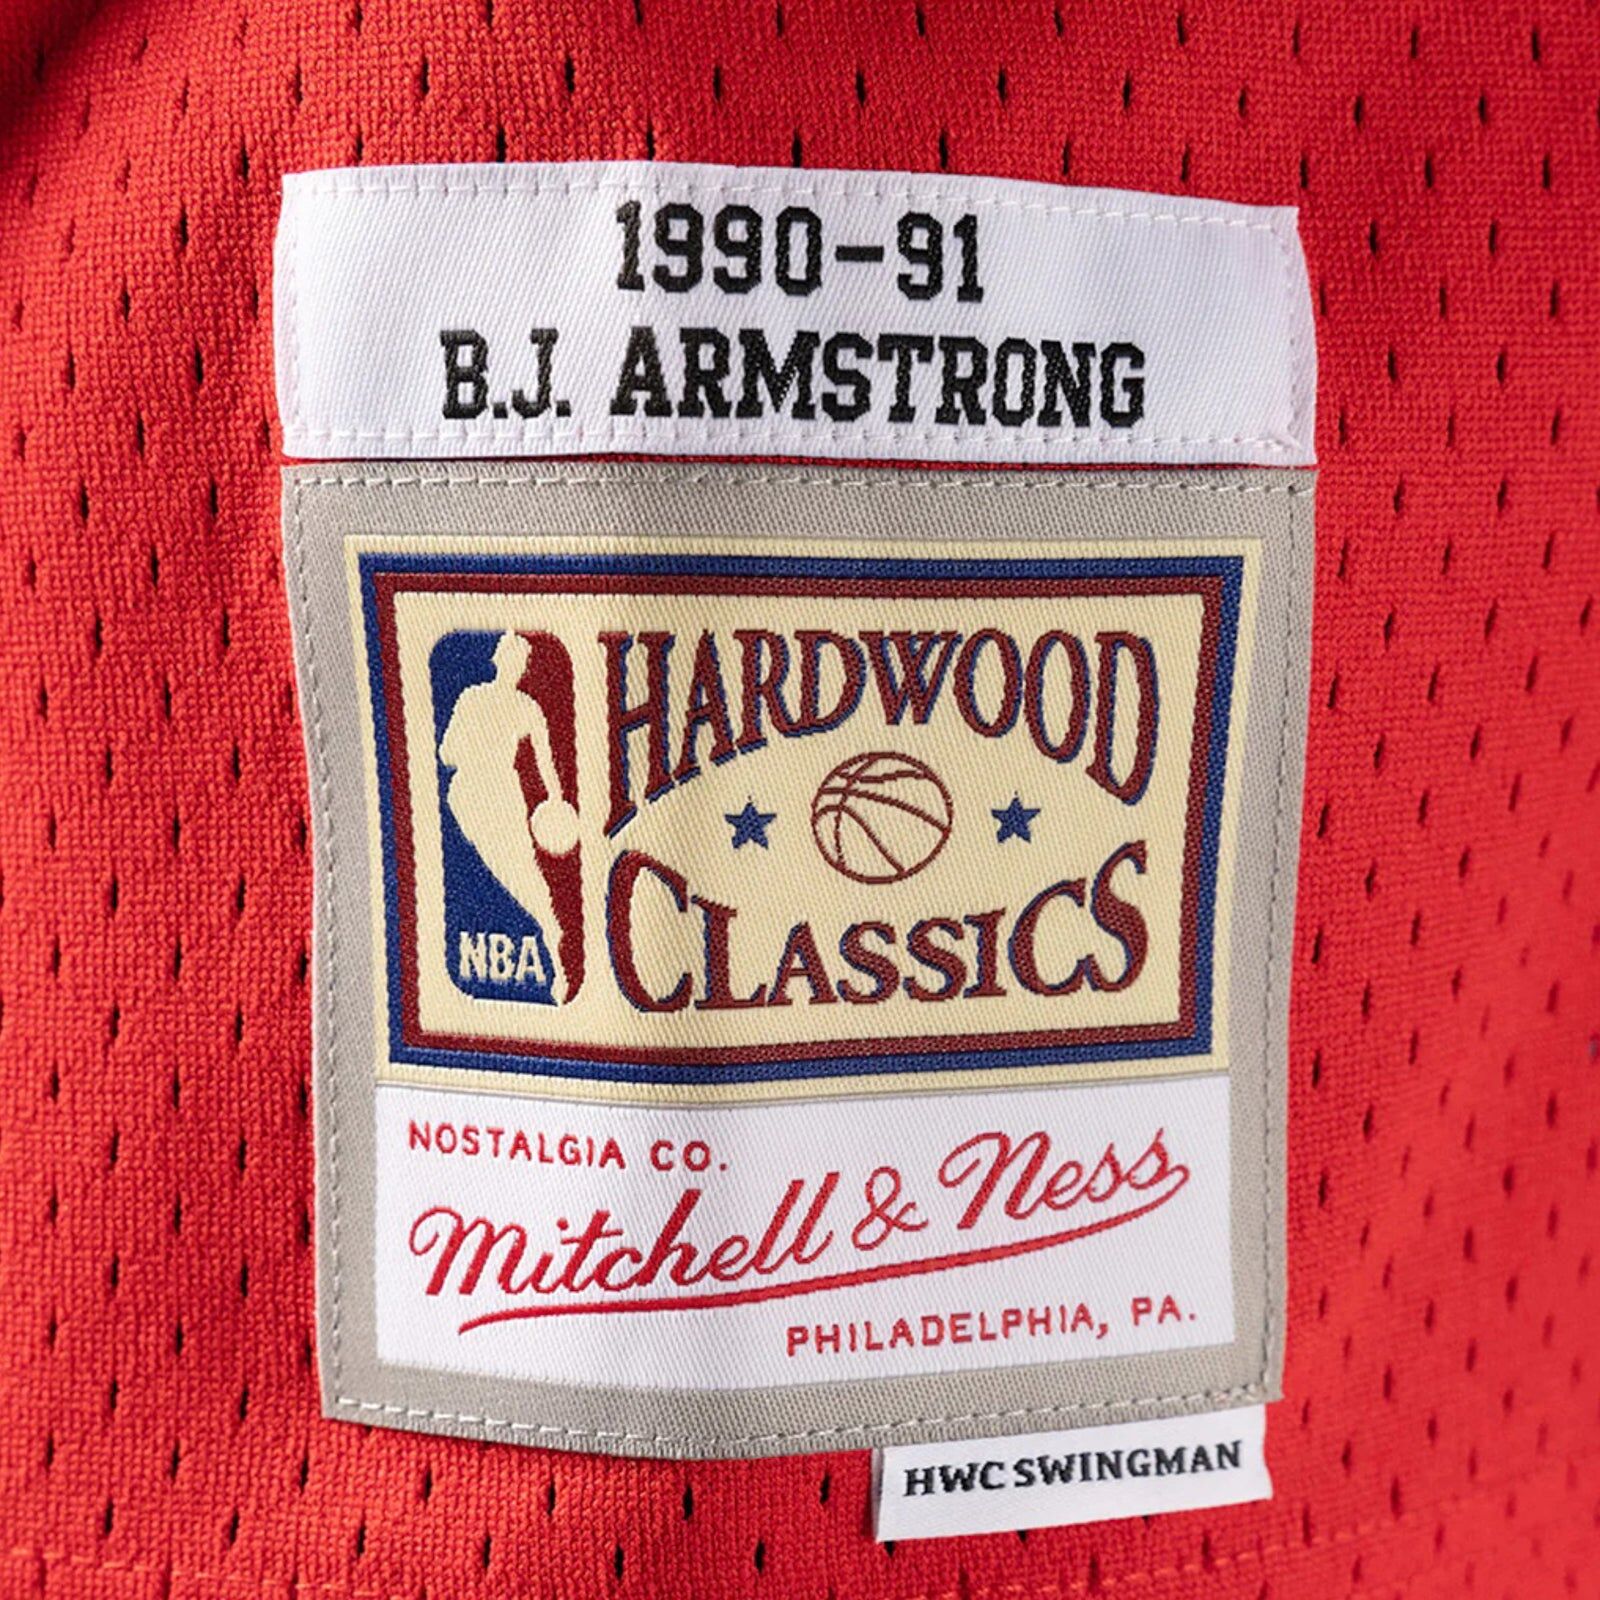 1990-91
B.J. ARMSTRONG
HARDWOOD
CLASSICS
NBA
NOSTALGIA CO.
Mitchell & Ness
PHILADELPHIA, PA.
HWC SWINGMAN